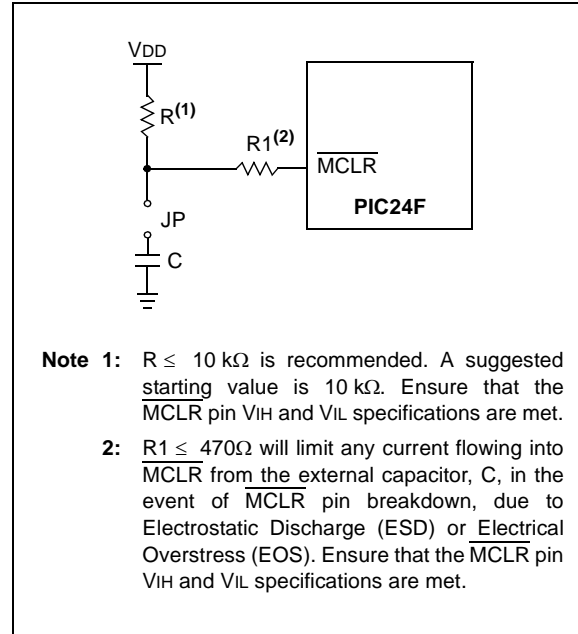 VDD
R(1)
R1(2)
MCLR
PIC24F
JP
C
Note 1: R ≤ 10 kΩ is recommended. A suggested
starting value is 10 kΩ. Ensure that the
MCLR pin VIH and VIL specifications are met.
2: R1 ≤ 470Ω will limit any current flowing into
MCLR from the external capacitor, C, in the
event of MCLR pin breakdown, due to
Electrostatic Discharge (ESD) or Electrical
Overstress (EOS). Ensure that the MCLR pin
VIH and VIL specifications are met.